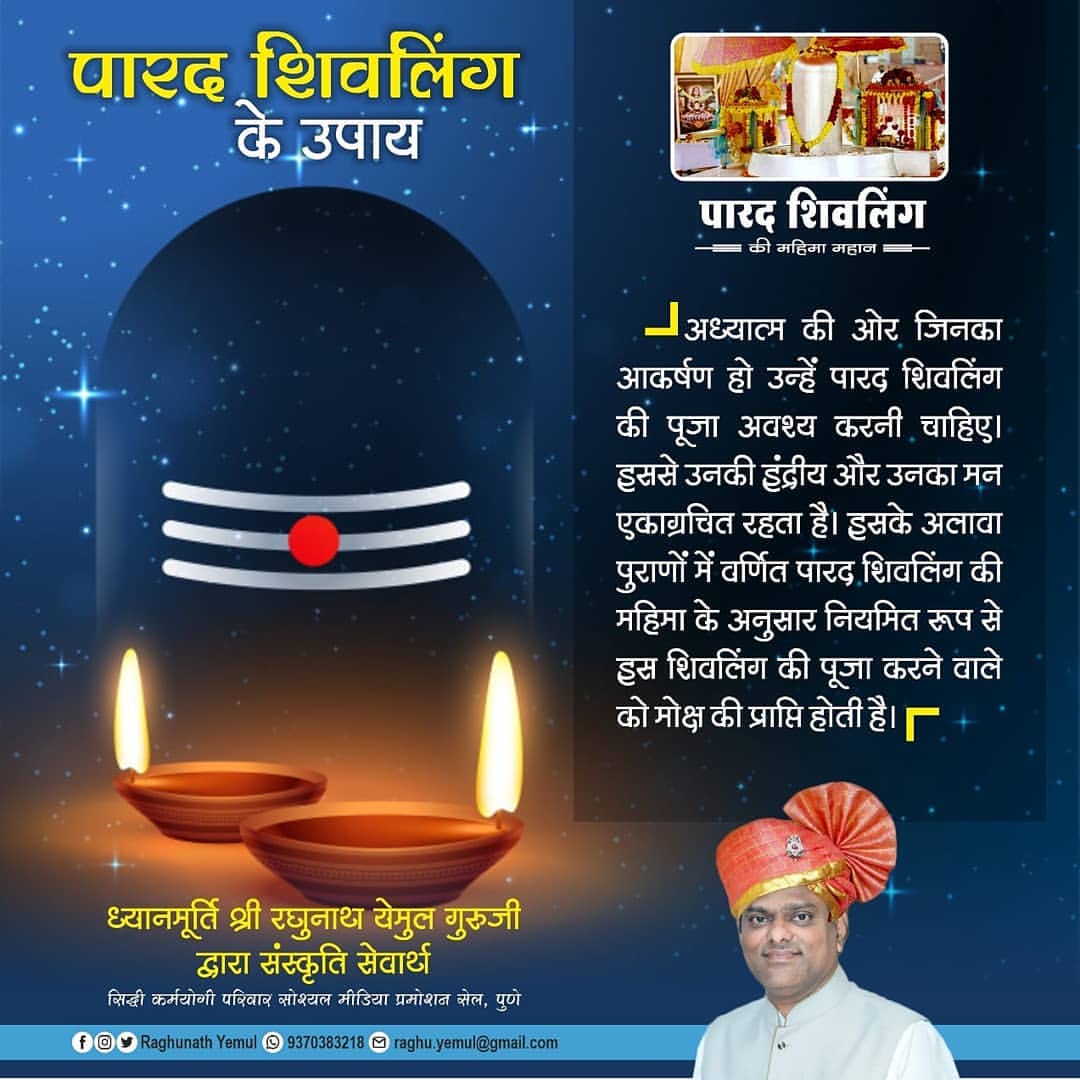 पारद शिवलिंग
के उपाय
पारद शिवलिंग
की महिमा महान
अध्यात्म की ओर जिनका
आकर्षण हो उन्हें पारद शिवलिंग
की पूजा अवश्य करनी चाहिए।
इससे उनकी इंद्रीय और उनका मन
एकाग्रचित रहता है। इसके अलावा
पुराणों में वर्णित पारद शिवलिंग की
महिमा के अनुसार नियमित रूप से
इस शिवलिंग की पूजा करने वाले
को मोक्ष की प्राप्ति होती है।
ध्यानमूर्ति श्री रघुनाथ येमुल गुरुजी
द्वारा संस्कृति सेवार्थ
सिद्धी कर्मयोगी परिवार सोश्यल मीडिया प्रमोशन सेल, पुणे
Raghunath Yemul 9370383218 raghu.yemul@gmail.com